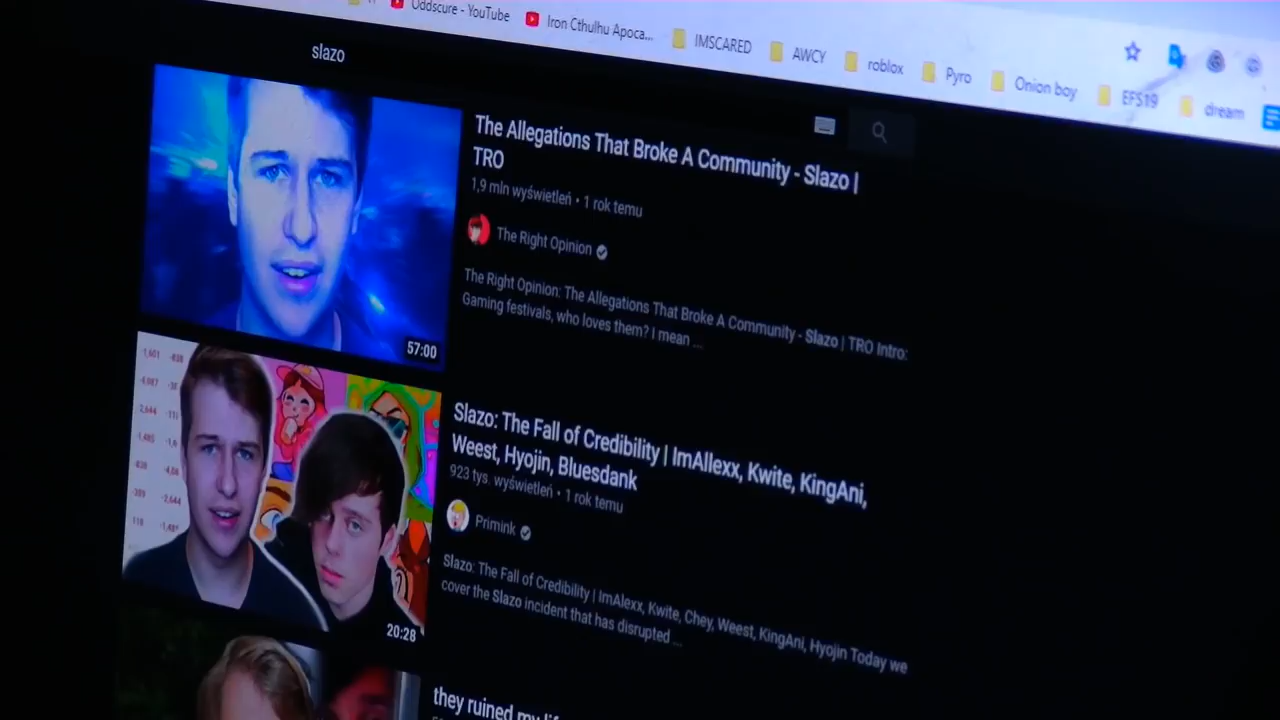 Oddscure - YouTube
Iron Cthulhu Apoca...
IMSCARED
AWCY
roblox
Pyro
Onion boy
EFS19
dream
slazo
The Allegations That Broke A Community - Slazo |
TRO
1,9 mln wyświetleń • 1 rok temu
The Right Opinion
The Right Opinion: The Allegations That Broke A Community - Slazo | TRO Intro:
Gaming festivals, who loves them? I mean ...
57:00
Slazo: The Fall of Credibility | ImAllexx, Kwite, KingAni,
Weest, Hyojin, Bluesdank
923 tys. wyświetleń • 1 rok temu
Primink
Slazo: The Fall of Credibility | ImAlexx, Kwite, Chey, Weest, KingAni, Hyojin Today we
cover the Slazo incident that has disrupted ...
20:28
they ruined my